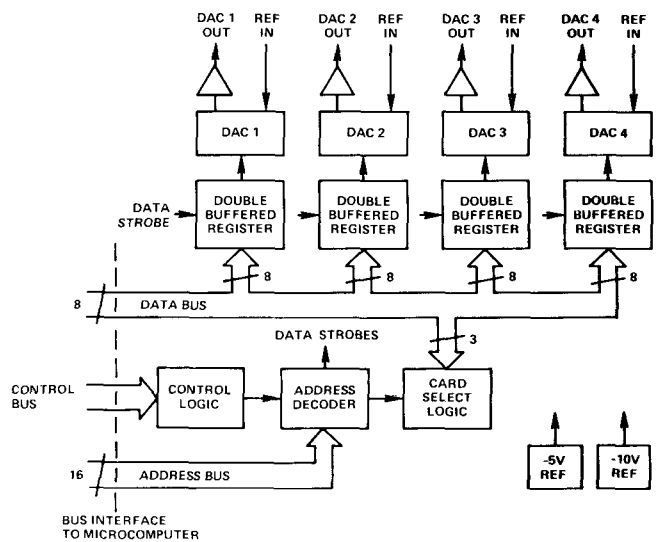 DAC 1 OUT
REF IN
DAC 2 OUT
REF IN
DAC 3 OUT
REF IN
DAC 4 OUT
REF IN
DAC 1
DAC 2
DAC 3
DAC 4
DATA
STROBE
DOUBLE
BUFFERED
REGISTER
DOUBLE
BUFFERED
REGISTER
DOUBLE
BUFFERED
REGISTER
DOUBLE
BUFFERED
REGISTER
8
8
8
8
8
DATA BUS
DATA STROBES
3
CONTROL
BUS
CONTROL
LOGIC
ADDRESS
DECODER
CARD
SELECT
LOGIC
-5V
REF
-10V
REF
16
ADDRESS BUS
BUS INTERFACE
TO MICROCOMPUTER